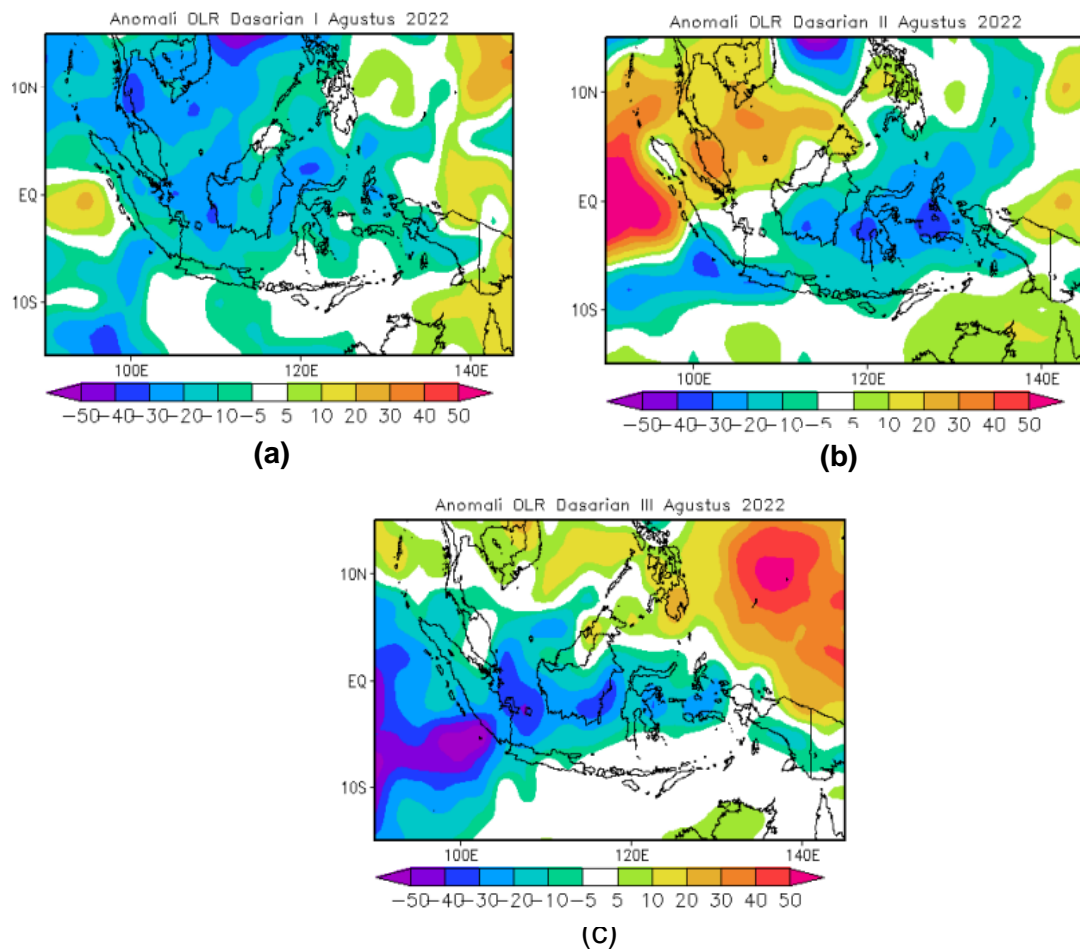 Anomali OLR Dasarian I Agustus 2022
10N
EQ
10S
100E 120E 140E
−50 −40 −30 −20 −10 −5 5 10 20 30 40 50
(a)
Anomali OLR Dasarian II Agustus 2022
10N
EQ
10S
100E 120E 140E
−50 −40 −30 −20 −10 −5 5 10 20 30 40 50
(b)
Anomali OLR Dasarian III Agustus 2022
10N
EQ
10S
100E 120E 140E
−50 −40 −30 −20 −10 −5 5 10 20 30 40 50
(c)